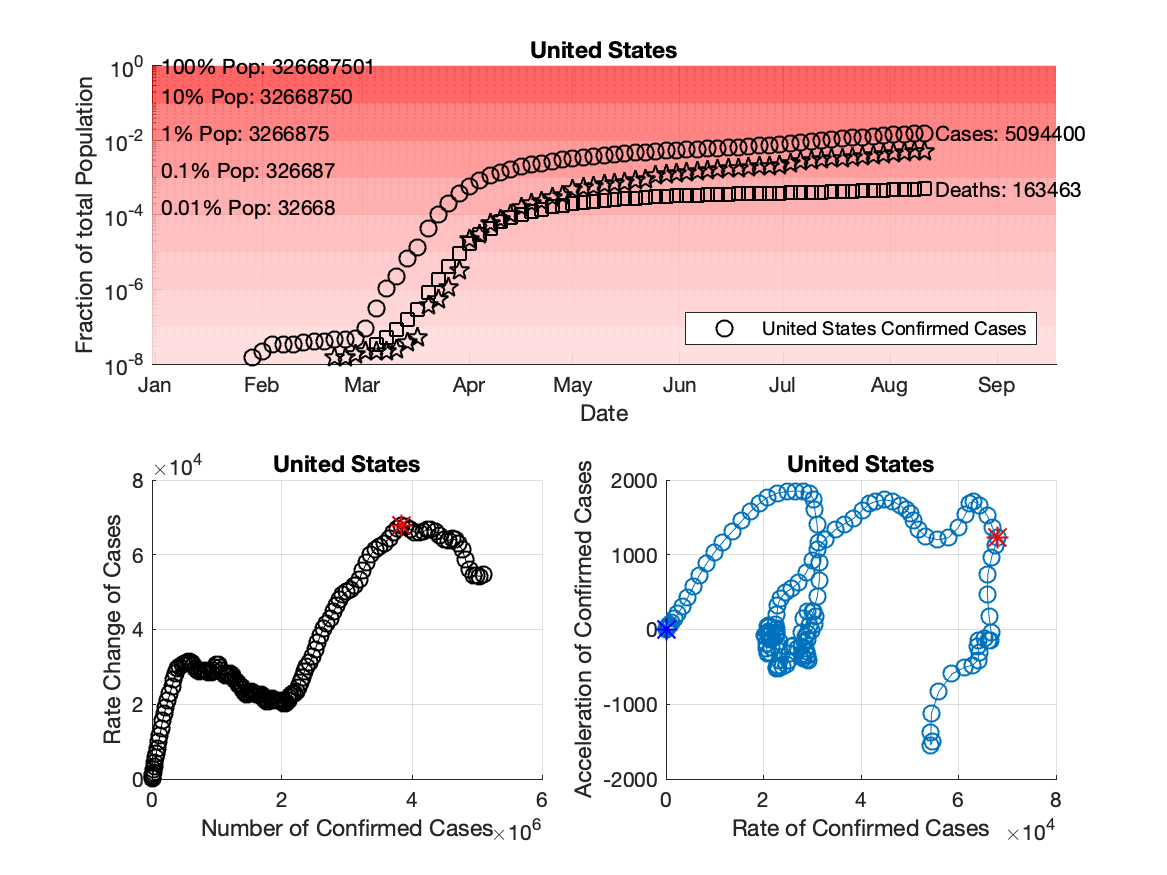 United States
10^0
100% Pop: 326687501
10% Pop: 32668750
10^-2
1% Pop: 3266875
Cases: 5094400
0.1% Pop: 326687
Deaths: 163463
10^-4
0.01% Pop: 32668
10^-6
United States Confirmed Cases
10^-8
Fraction of total Population
Jan Feb Mar Apr May Jun Jul Aug Sep
Date
United States
×10^4
8
6
4
2
0
Rate Change of Cases
0 2 4 6
Number of Confirmed Cases ×10^6
United States
2000
1000
0
-1000
-2000
Acceleration of Confirmed Cases
0 2 4 6 8
Rate of Confirmed Cases ×10^4